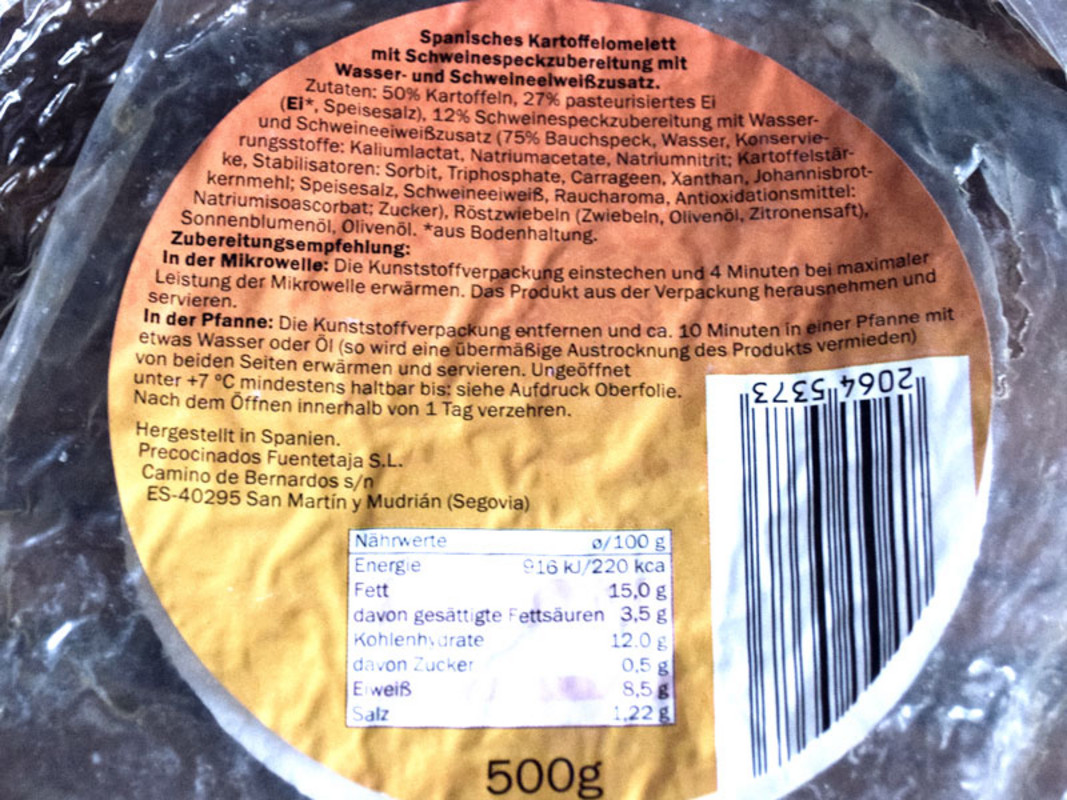 Spanisches Kartoffelomelett
mit Schweinespeckzubereitung mit
Wasser- und Schweineeiweißzusatz.
Zutaten: 50% Kartoffeln, 27% pasteurisiertes Ei
(Ei*, Speisesalz), 12% Schweinespeckzubereitung mit Wasser-
und Schweineeiweißzusatz (75% Bauchspeck, Wasser, Konservie-
rungsstoffe: Kaliumlactat, Natriumacetate, Natriumnitrit; Kartoffelstär-
ke, Stabilisatoren: Sorbit, Triphosphate, Carrageen, Xanthan, Johannisbrot-
kernmehl; Speisesalz, Schweineeiweiß, Raucharoma, Antioxidationsmittel:
Natriumisoascorbat; Zucker), Röstzwiebeln (Zwiebeln, Olivenöl, Zitronensaft),
Sonnenblumenöl, Olivenöl. *aus Bodenhaltung.
Zubereitungsempfehlung:
In der Mikrowelle: Die Kunststoffverpackung einstechen und 4 Minuten bei maximaler
Leistung der Mikrowelle erwärmen. Das Produkt aus der Verpackung herausnehmen und
servieren.
In der Pfanne: Die Kunststoffverpackung entfernen und ca. 10 Minuten in einer Pfanne mit
etwas Wasser oder Öl (so wird eine übermäßige Austrocknung des Produkts vermieden)
von beiden Seiten erwärmen und servieren. Ungeöffnet
unter +7 °C mindestens haltbar bis: siehe Aufdruck Oberfolie.
Nach dem Öffnen innerhalb von 1 Tag verzehren.
Hergestellt in Spanien.
Precocinados Fuentetaja S.L.
Camino de Bernardos s/n
ES-40295 San Martín y Mudrián (Segovia)
2064 5373
Nährwerte ø/100 g
Energie 916 kJ/220 kca
Fett 15,0 g
davon gesättigte Fettsäuren 3,5 g
Kohlenhydrate 12.0 g
davon Zucker 0,5 g
Eiweiß 8,5 g
Salz 1,22 g
500g